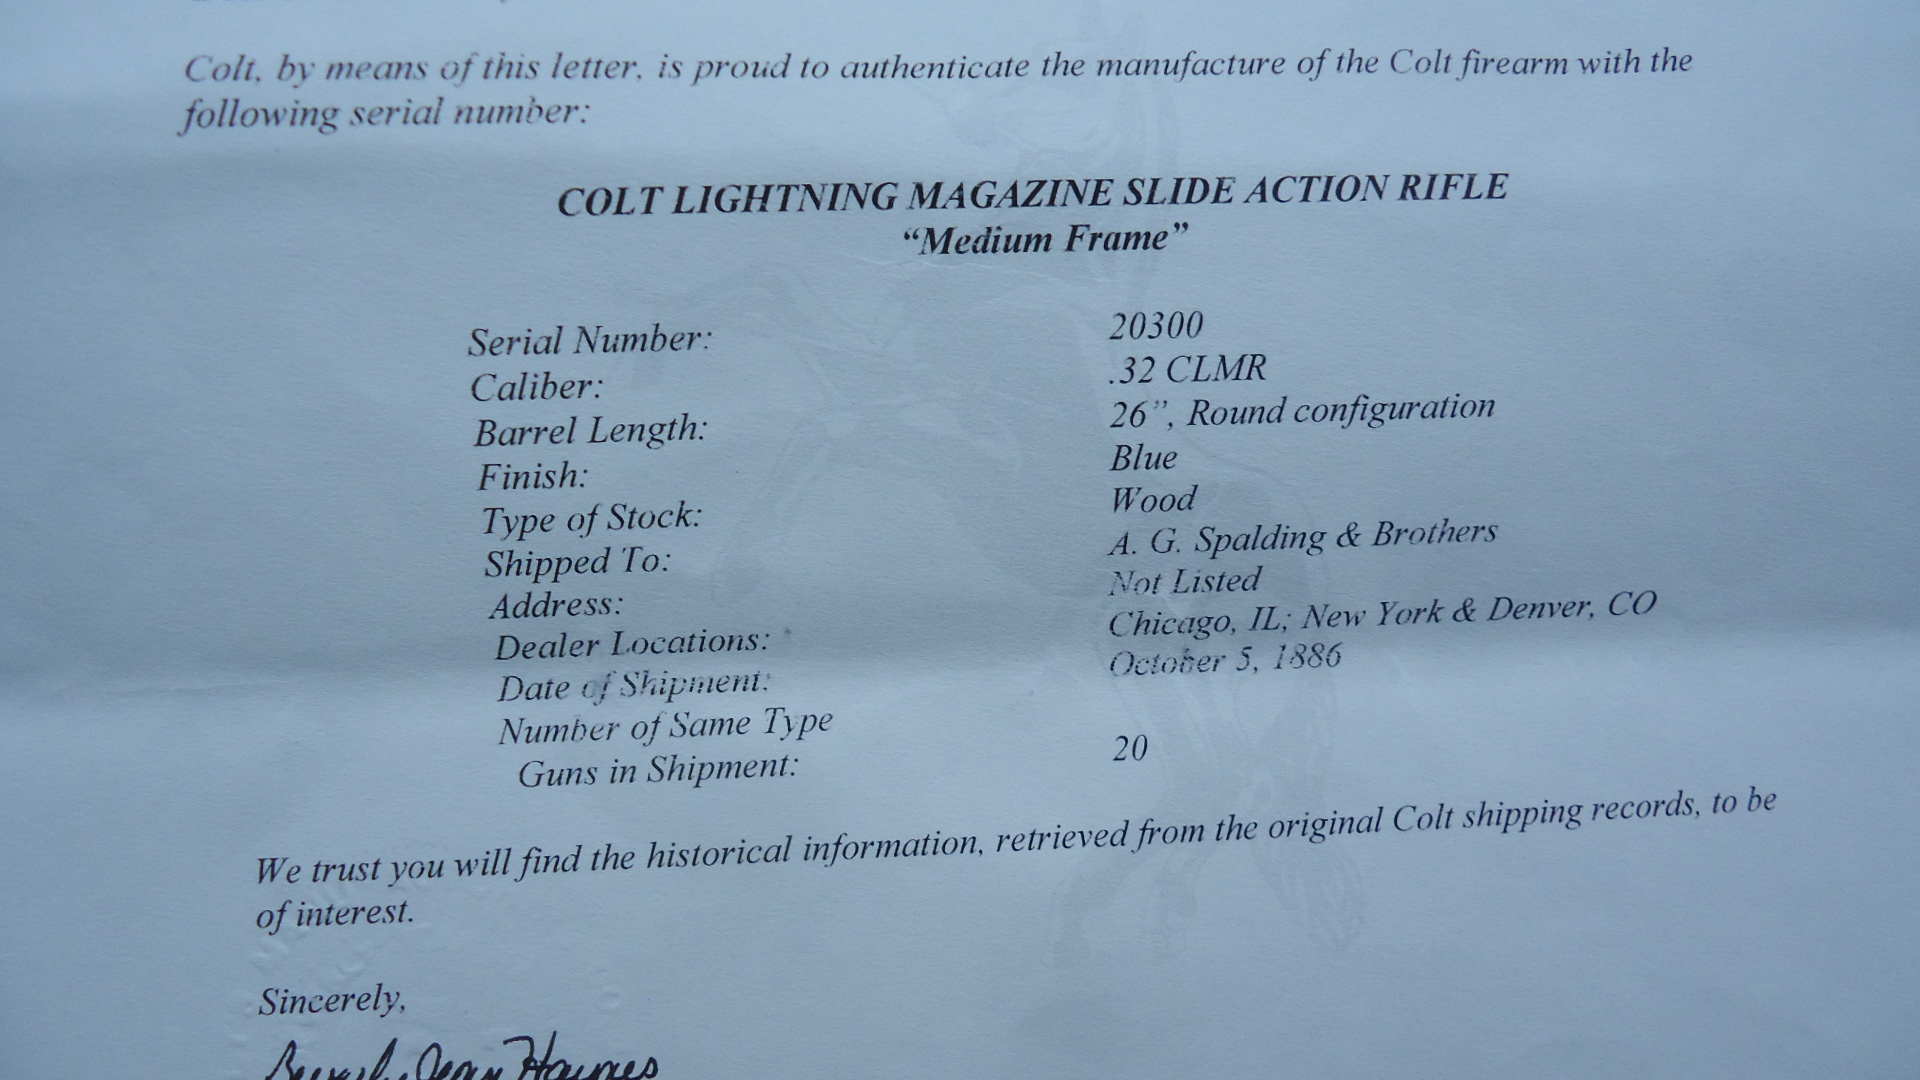 Colt, by means of this letter, is proud to authenticate the manufacture of the Colt firearm with the
following serial number:
COLT LIGHTNING MAGAZINE SLIDE ACTION RIFLE
“Medium Frame”
Serial Number: 20300
Caliber: .32 CLMR
Barrel Length: 26”, Round configuration
Finish: Blue
Type of Stock: Wood
Shipped To: A. G. Spalding & Brothers
Address: Not Listed
Dealer Locations: Chicago, IL; New York & Denver, CO
Date of Shipment: October 5, 1886
Number of Same Type
Guns in Shipment: 20
We trust you will find the historical information, retrieved from the original Colt shipping records, to be
of interest.
Sincerely,
Beverly Jean Haynes